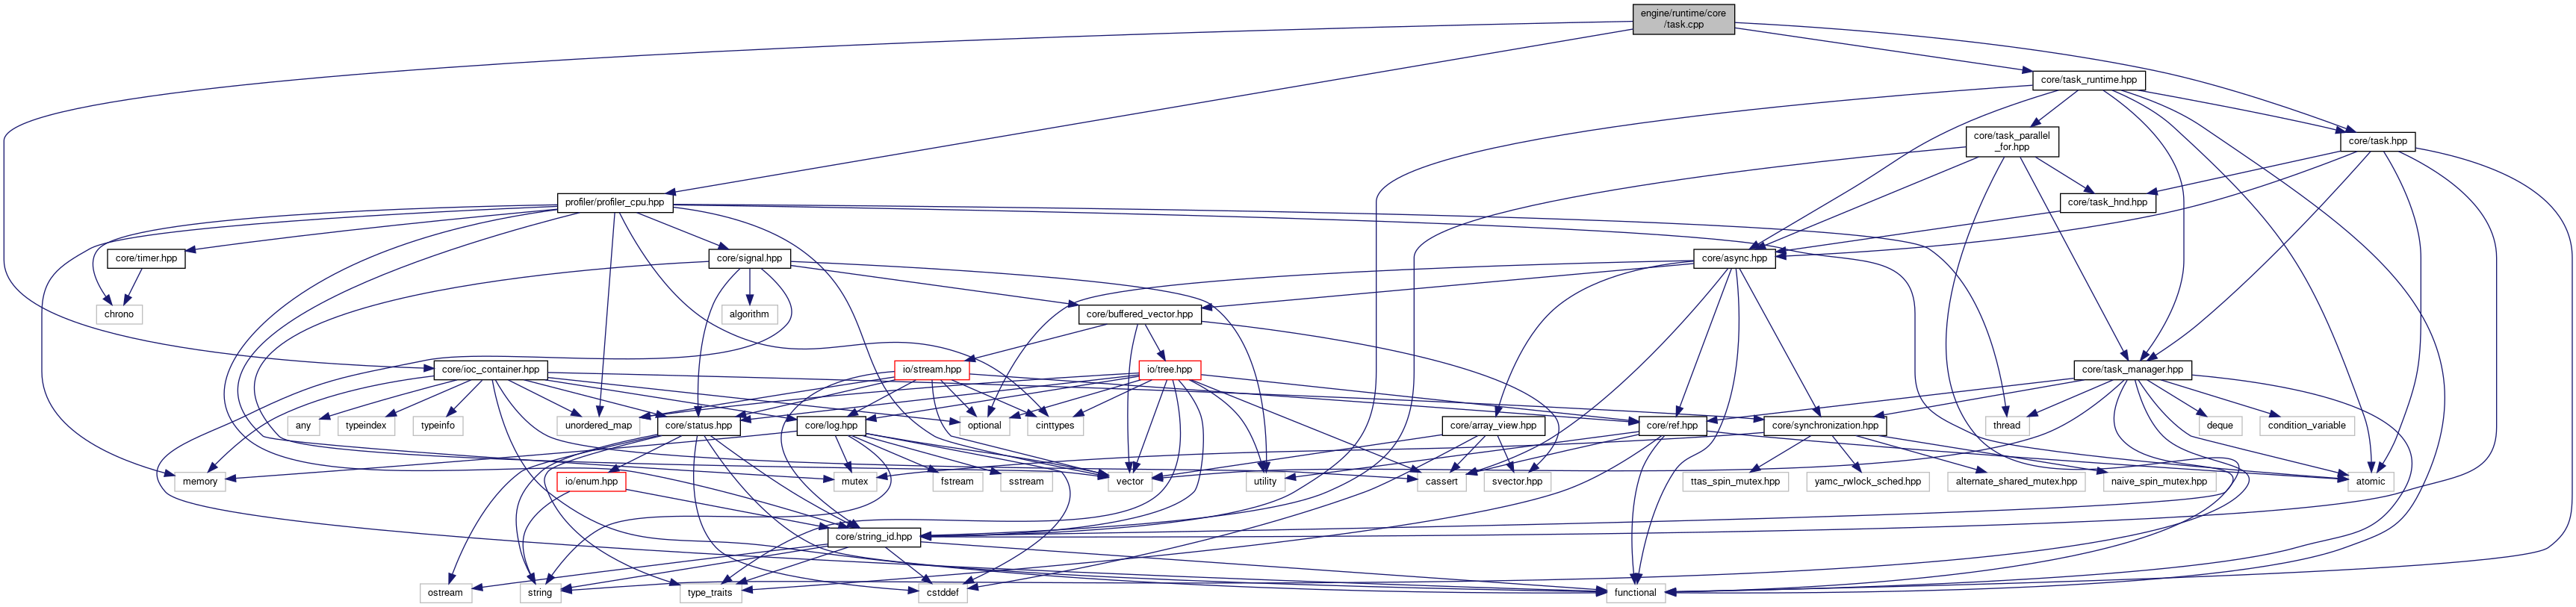 engine/runtime/core
/task.cpp
core/task_runtime.hpp
core/task_parallel
_for.hpp
core/task.hpp
profiler/profiler_cpu.hpp
core/task_hnd.hpp
core/timer.hpp
core/signal.hpp
core/async.hpp
chrono
algorithm
core/buffered_vector.hpp
core/ioc_container.hpp
io/stream.hpp
io/tree.hpp
core/task_manager.hpp
any
typeindex
typeinfo
unordered_map
core/status.hpp
core/log.hpp
optional
cinttypes
core/array_view.hpp
core/ref.hpp
core/synchronization.hpp
thread
deque
condition_variable
memory
io/enum.hpp
mutex
fstream
sstream
vector
utility
cassert
svector.hpp
ttas_spin_mutex.hpp
yamc_rwlock_sched.hpp
alternate_shared_mutex.hpp
naive_spin_mutex.hpp
atomic
core/string_id.hpp
ostream
string
type_traits
cstddef
functional